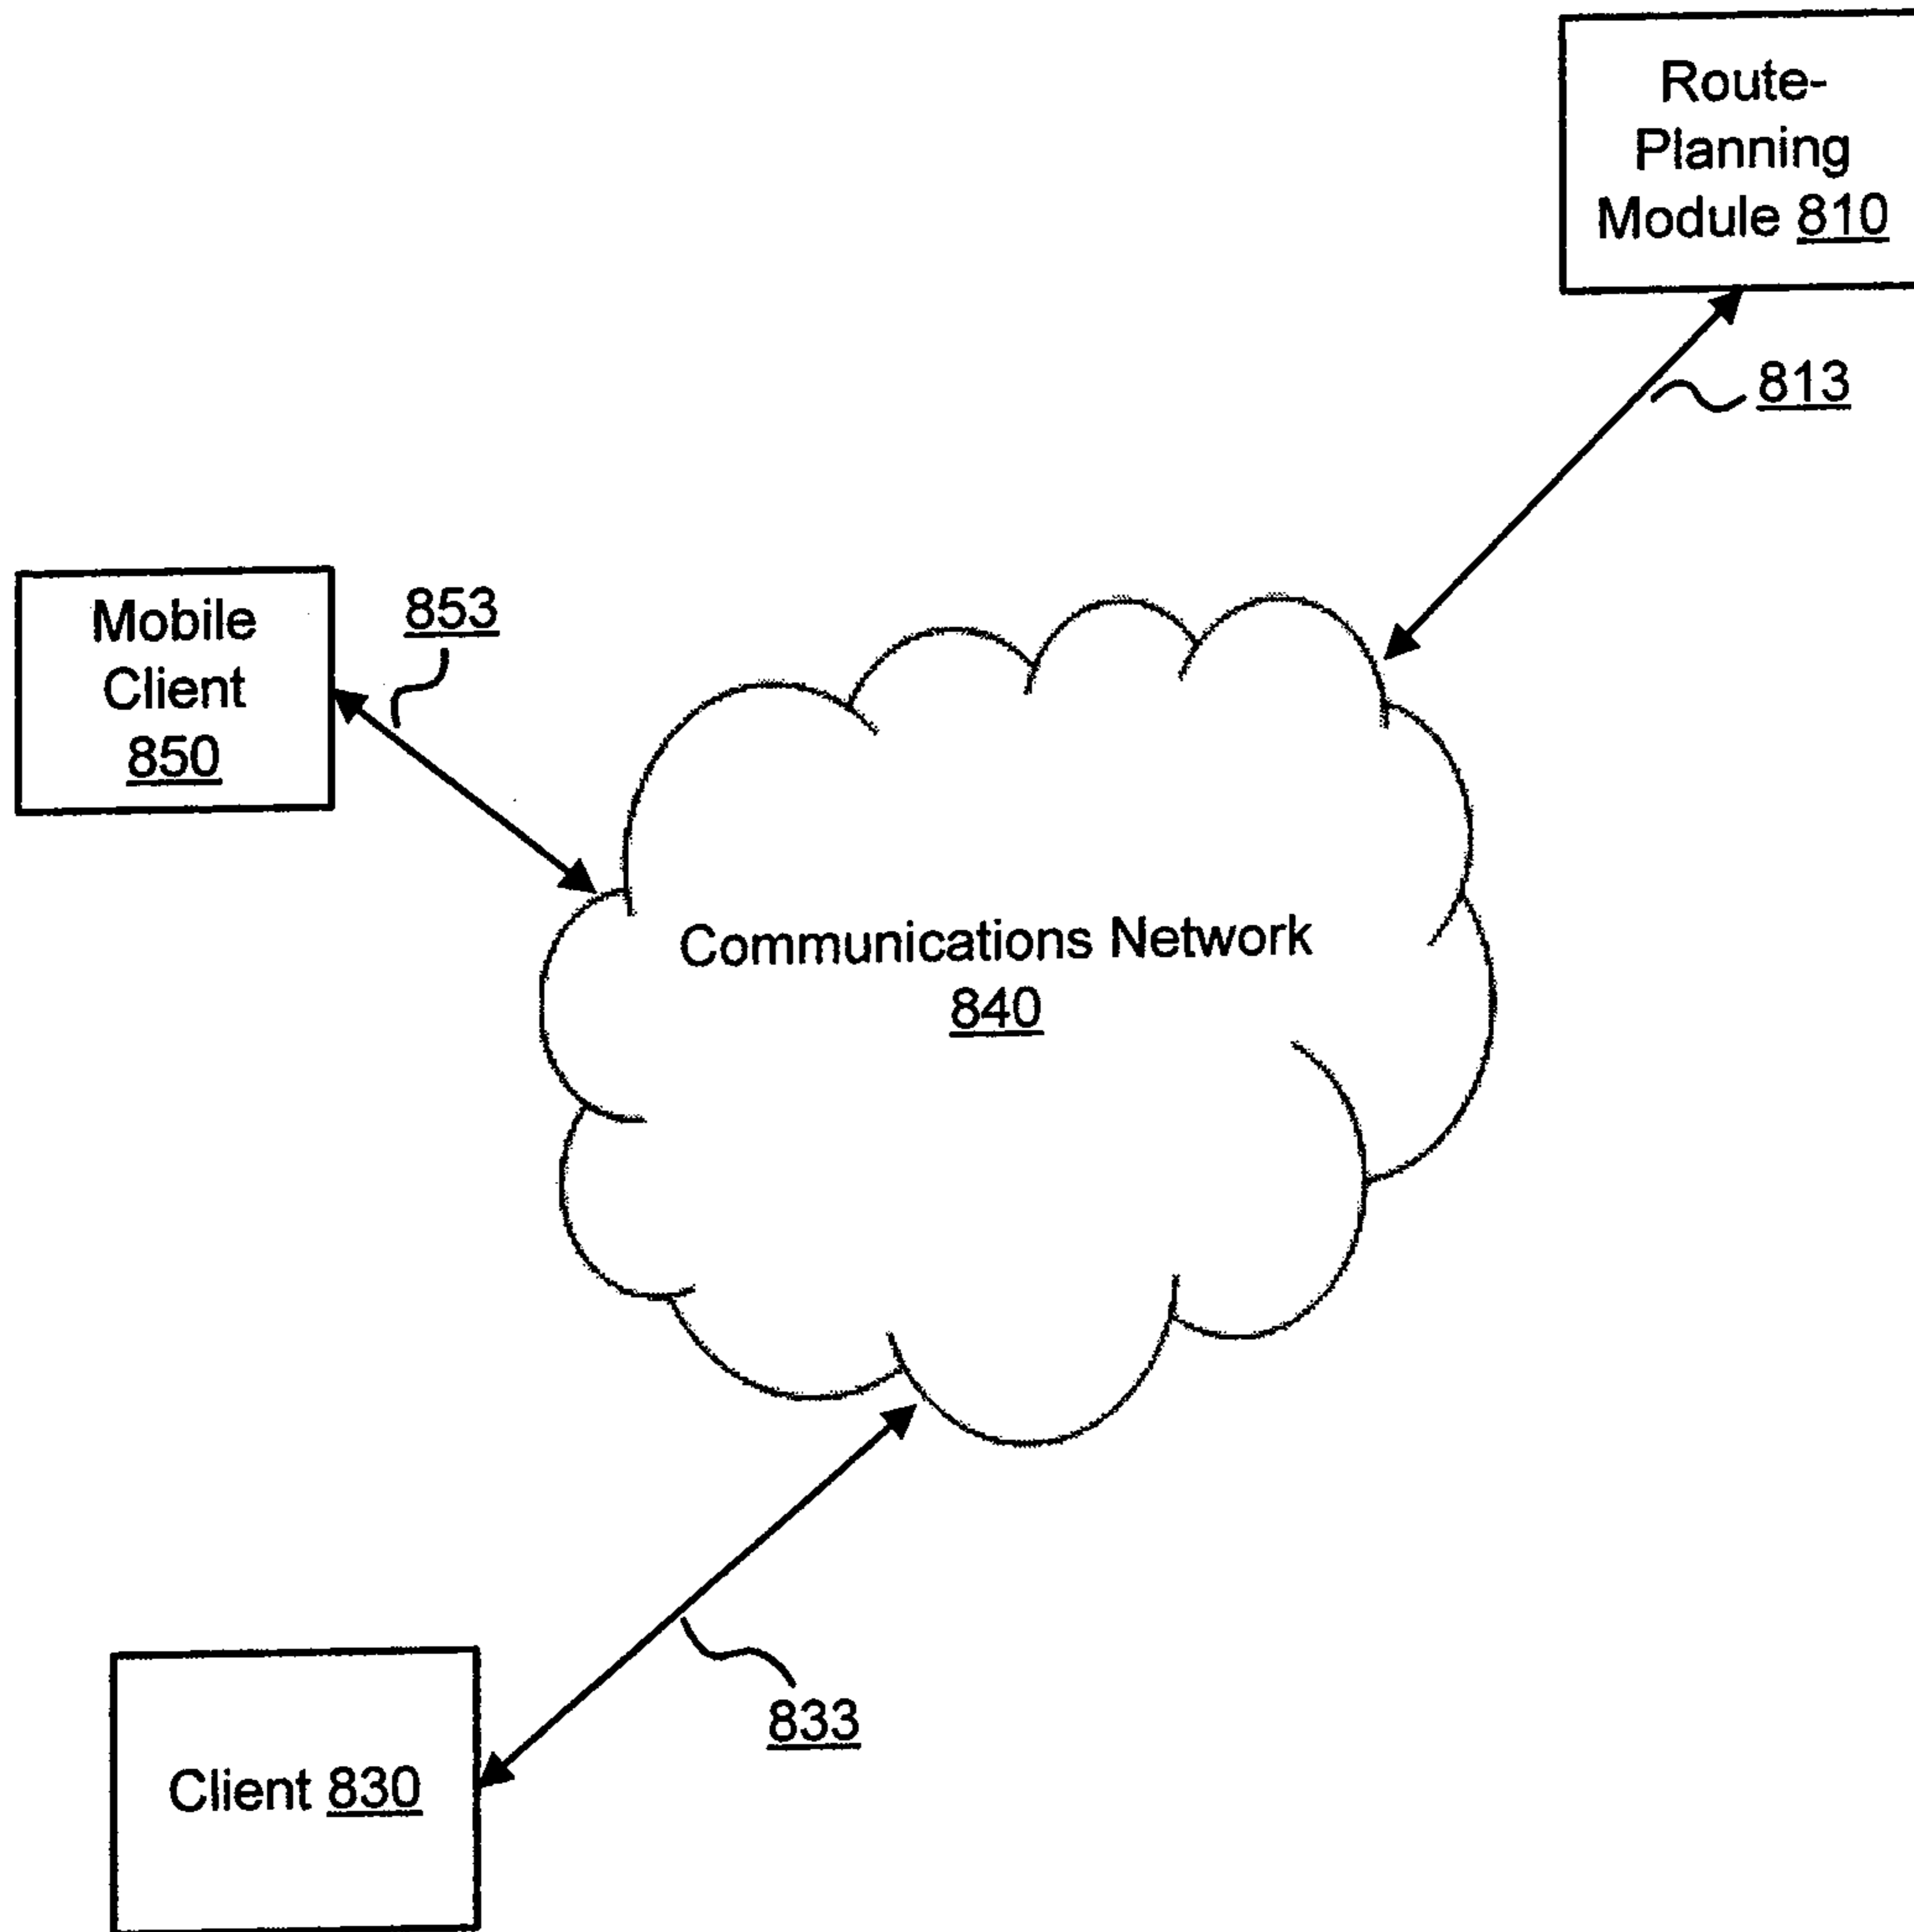 Route-
Planning
Module 810
813
Mobile
Client
850
853
Communications Network
840
833
Client 830